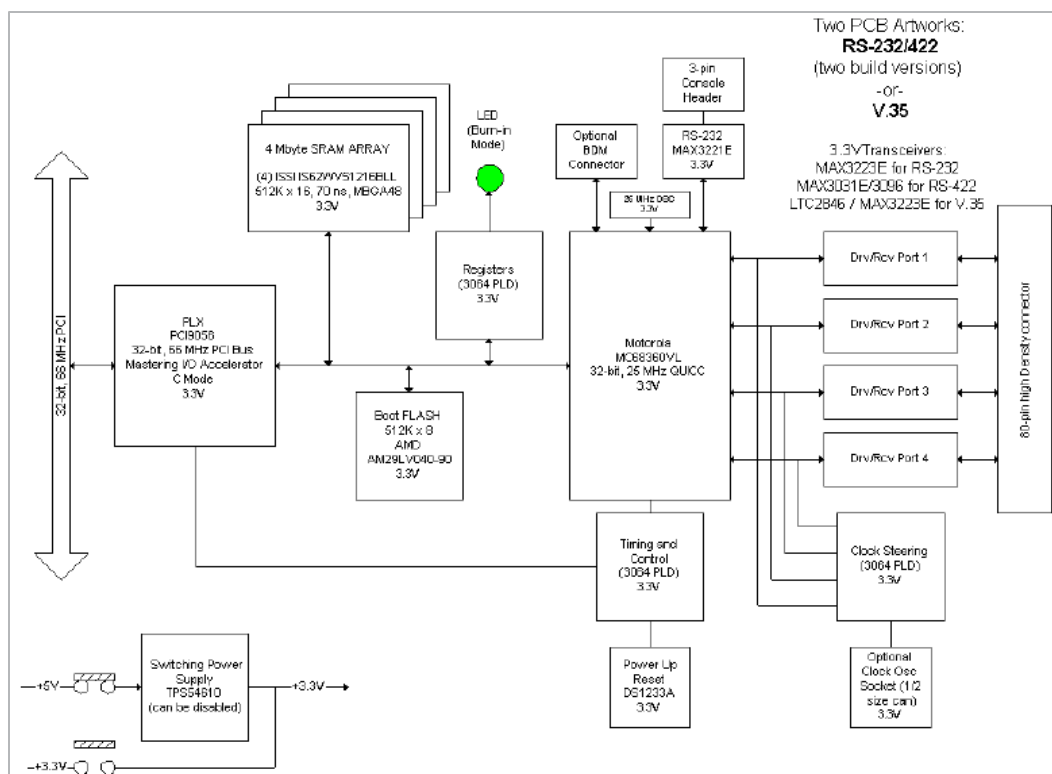 Two PCB Artworks:
RS-232/422
(two build versions)
-or-
V.35
3.3V Transceivers:
MAX3223E for RS-232
MAX3031E/3096 for RS-422
LTC2846 / MAX3223E for V.35
3-pin
Console
Header
LED
(Burn-in
Mode)
Optional
BDM
Connector
RS-232
MAX3221E
3.3V
4 Mbyte SRAM ARRAY
(4) ISSI IS62WV51216BLL
512K x 16, 70 ns, MBGA48
3.3V
25 MHz OSC
3.3V
Registers
(3064 PLD)
3.3V
Drv/Rcv Port 1
Drv/Rcv Port 2
Drv/Rcv Port 3
Drv/Rcv Port 4
80-pin high Density connector
32-bit, 66 MHz PCI
PLX
PCI9056
32-bit, 66 MHz PCI Bus
Mastering I/O Accelerator
C Mode
3.3V
Motorola
MC68360VL
32-bit, 25 MHz QUICC
3.3V
Boot FLASH
512K x 8
AMD
AM29LV040-90
3.3V
Timing and
Control
(3064 PLD)
3.3V
Clock Steering
(3064 PLD)
3.3V
Switching Power
Supply
TPS54610
(can be disabled)
+5V
+3.3V
+3.3V
Power Up
Reset
DS1233A
3.3V
Optional
Clock Osc
Socket (1/2
size can)
3.3V